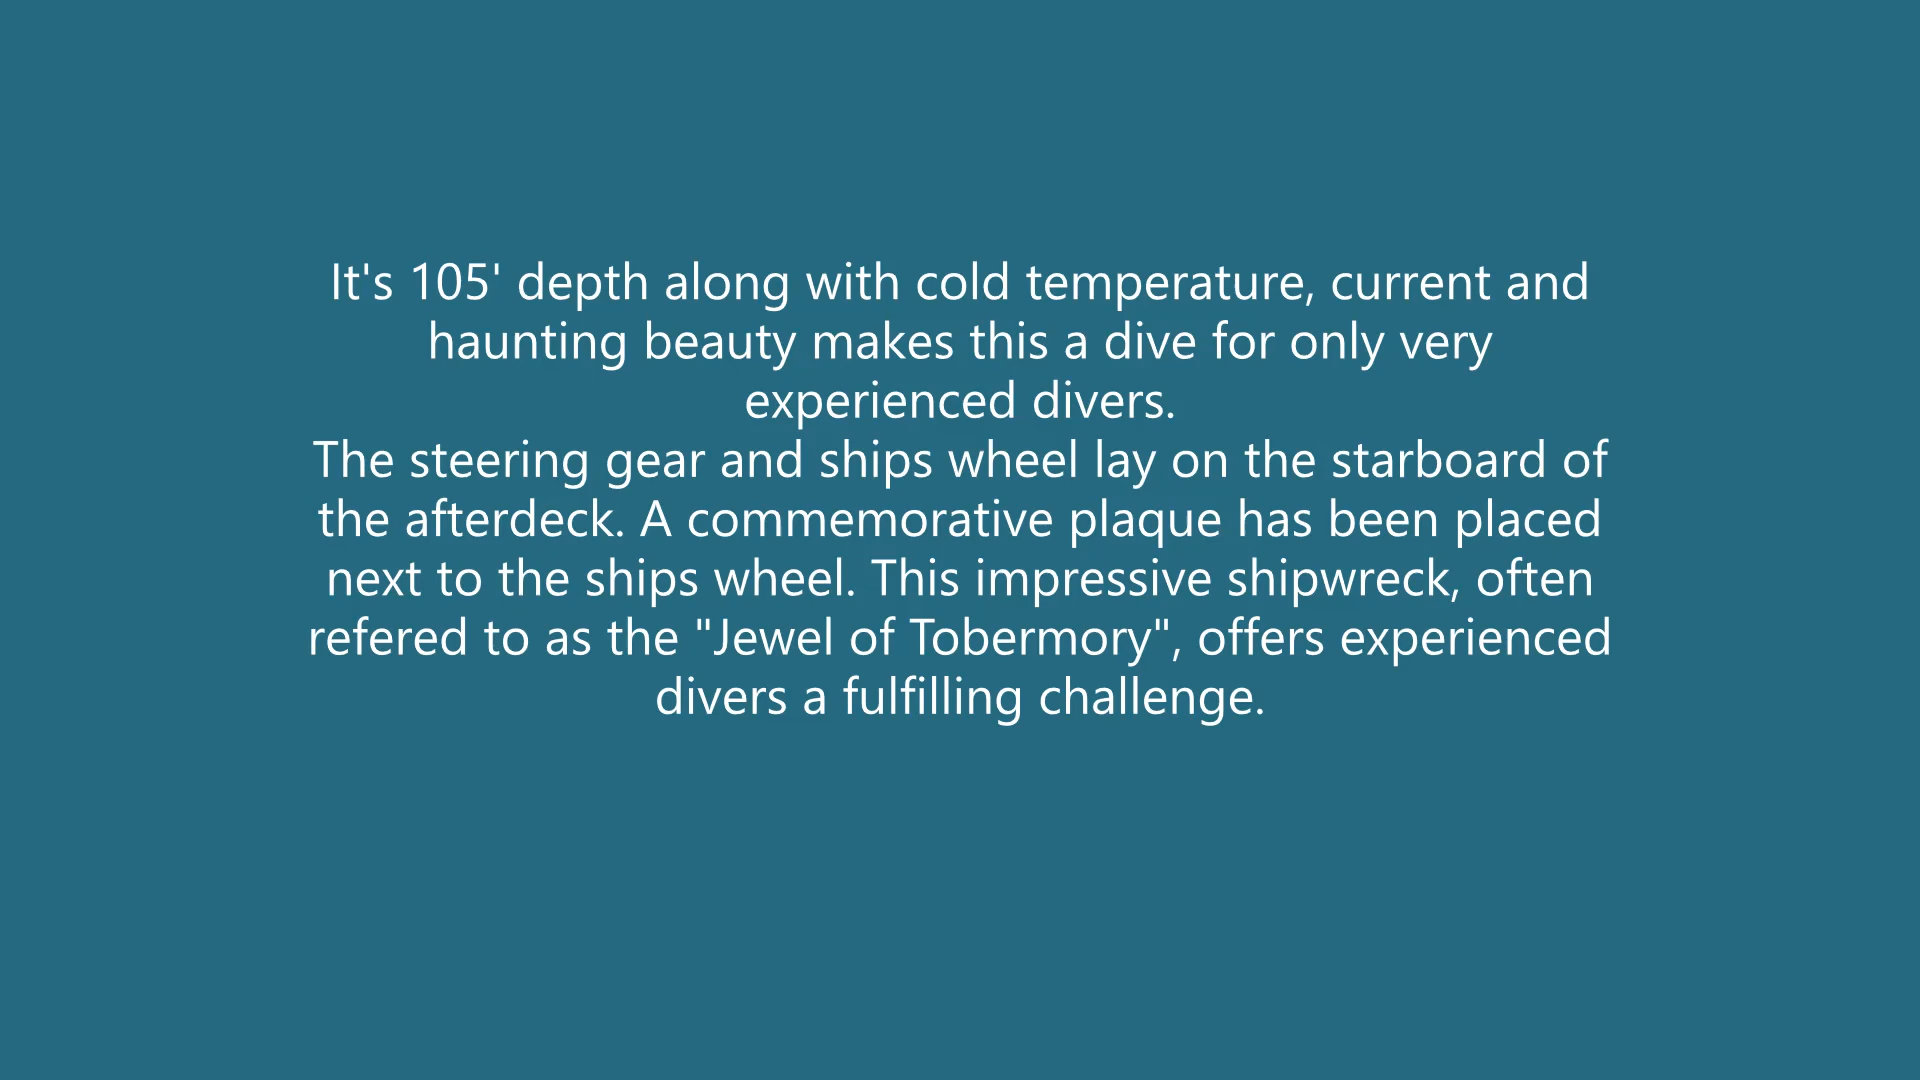 It's 105' depth along with cold temperature, current and
haunting beauty makes this a dive for only very
experienced divers.
The steering gear and ships wheel lay on the starboard of
the afterdeck. A commemorative plaque has been placed
next to the ships wheel. This impressive shipwreck, often
refered to as the "Jewel of Tobermory", offers experienced
divers a fulfilling challenge.